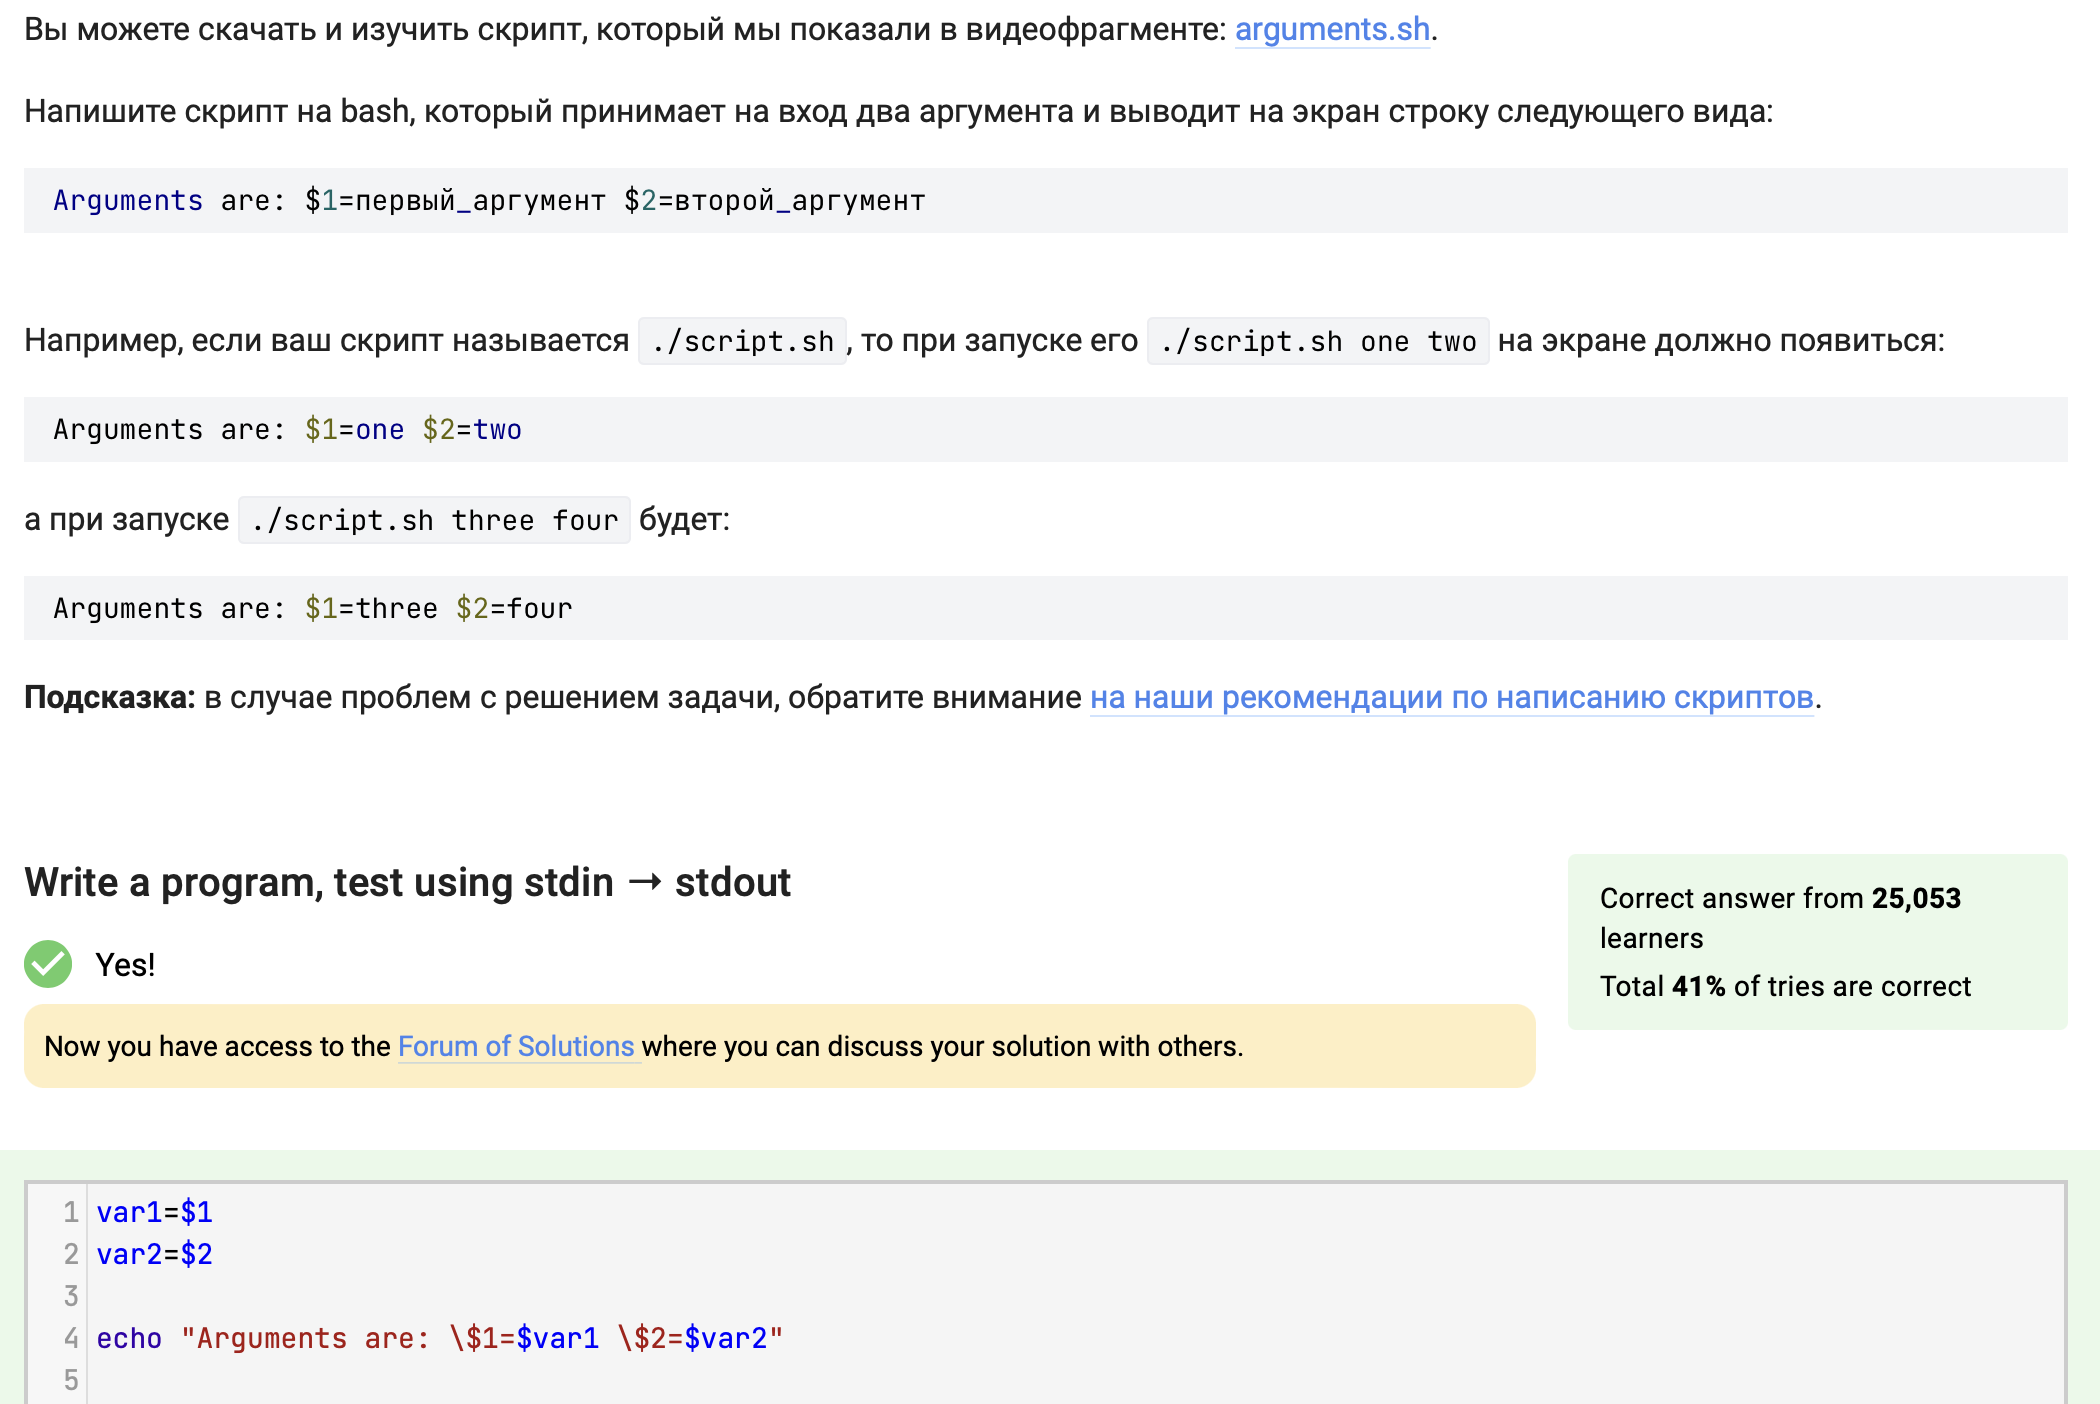 Вы можете скачать и изучить скрипт, который мы показали в видеофрагменте: arguments.sh.
Напишите скрипт на bash, который принимает на вход два аргумента и выводит на экран строку следующего вида:
Arguments are: $1=первый_аргумент $2=второй_аргумент
Например, если ваш скрипт называется ./script.sh, то при запуске его ./script.sh one two на экране должно появиться:
Arguments are: $1=one $2=two
а при запуске ./script.sh three four будет:
Arguments are: $1=three $2=four
Подсказка: в случае проблем с решением задачи, обратите внимание на наши рекомендации по написанию скриптов.
Write a program, test using stdin → stdout
Correct answer from 25,053
learners
Total 41% of tries are correct
Yes!
Now you have access to the Forum of Solutions where you can discuss your solution with others.
1 var1=$1
2 var2=$2
3
4 echo "Arguments are: \$1=$var1 \$2=$var2"
5